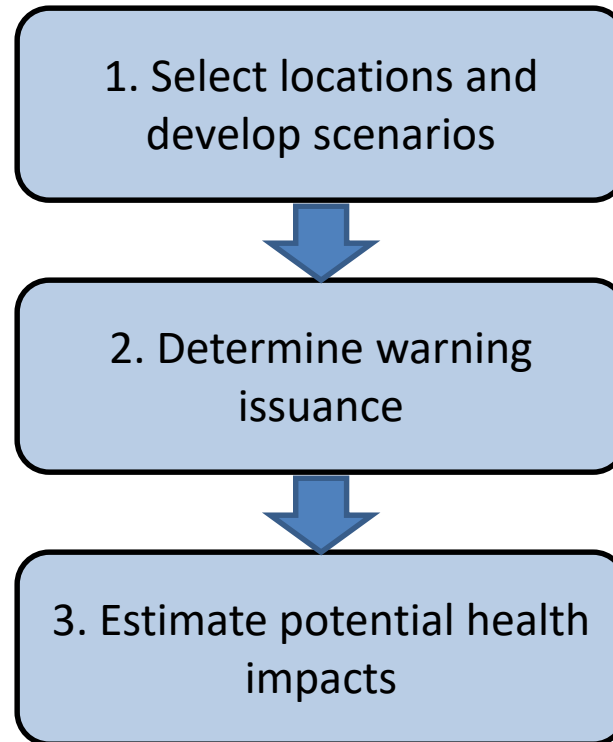 1. Select locations and
develop scenarios
2. Determine warning
issuance
3. Estimate potential health
impacts